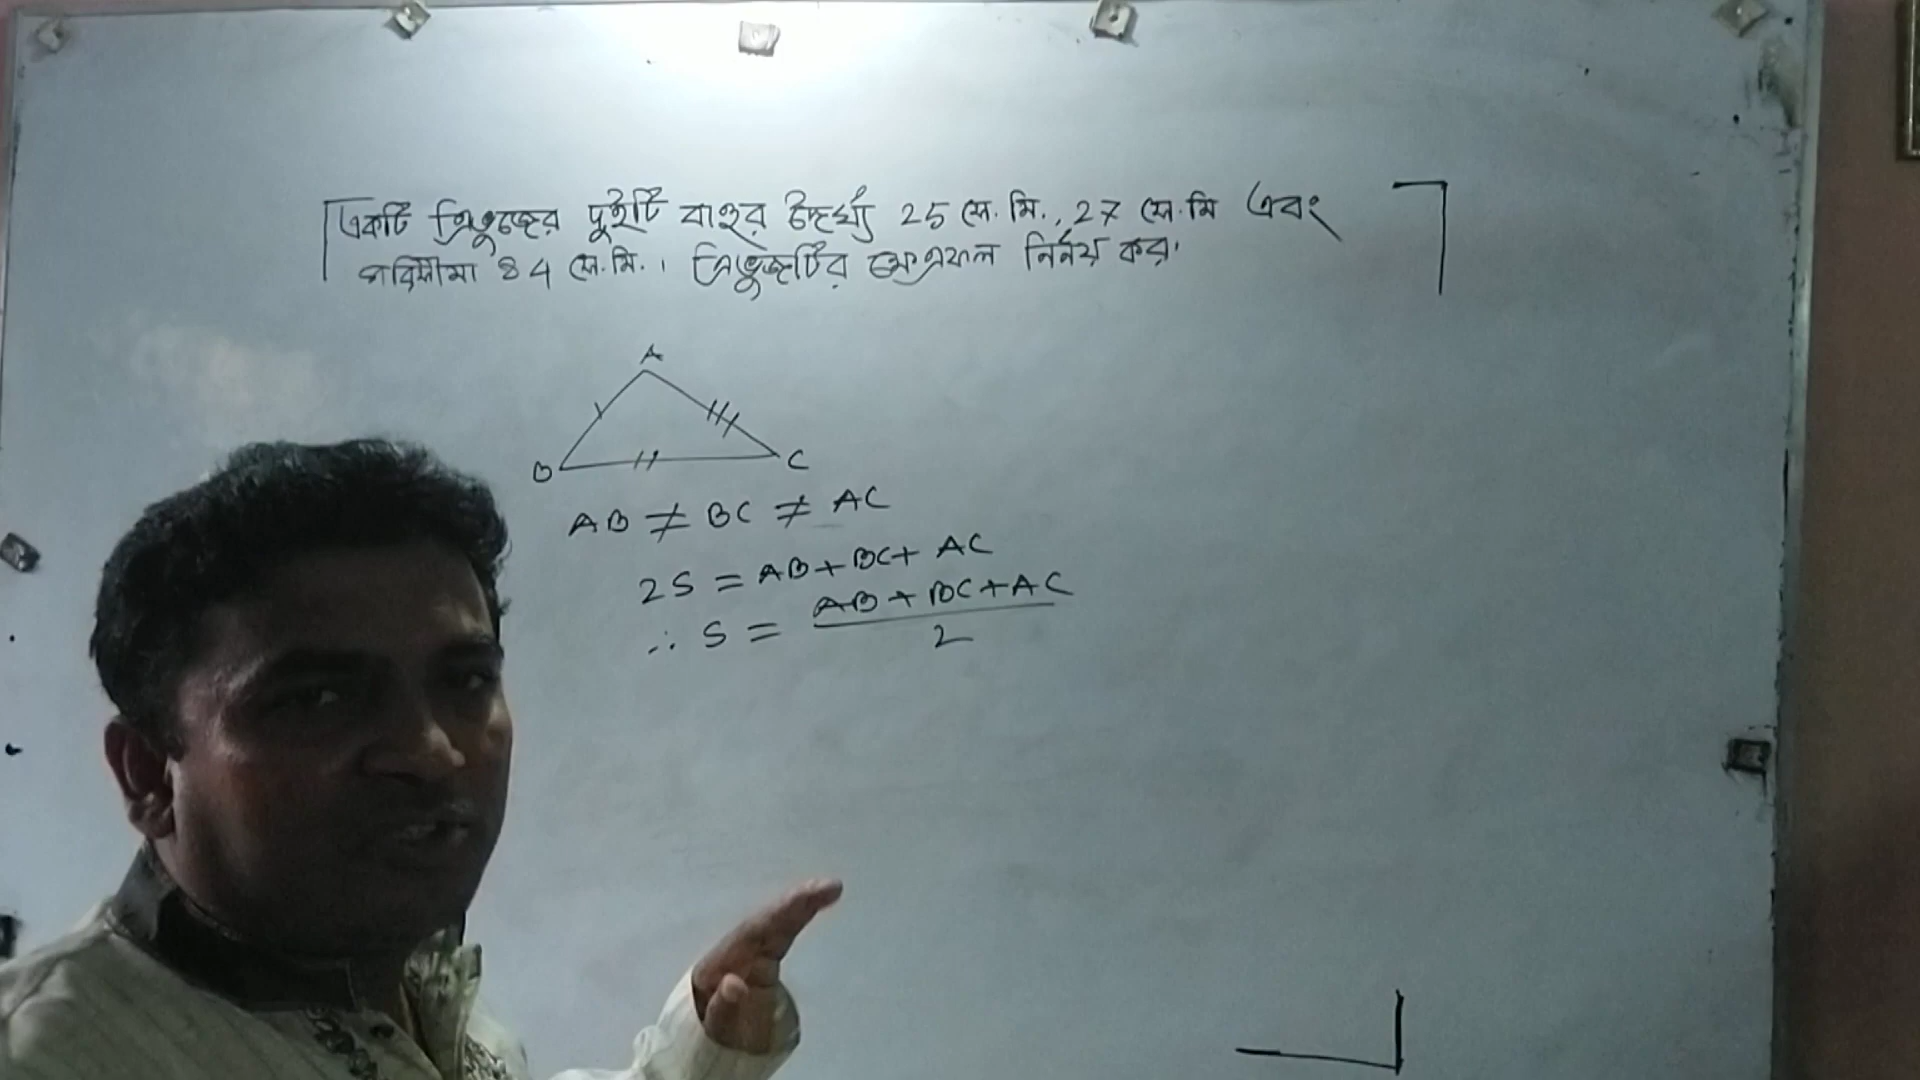 একটি ত্রিভুজের দুইটি বাহুর দৈর্ঘ্য 25 সে.মি., 27 সে.মি এবং
পরিসীমা 84 সে.মি.। ত্রিভুজটির ক্ষেত্রফল নির্নয় কর।
A
B C
AB ≠ BC ≠ AC
2S = AB + BC + AC
∴ S = AB + BC + AC
2